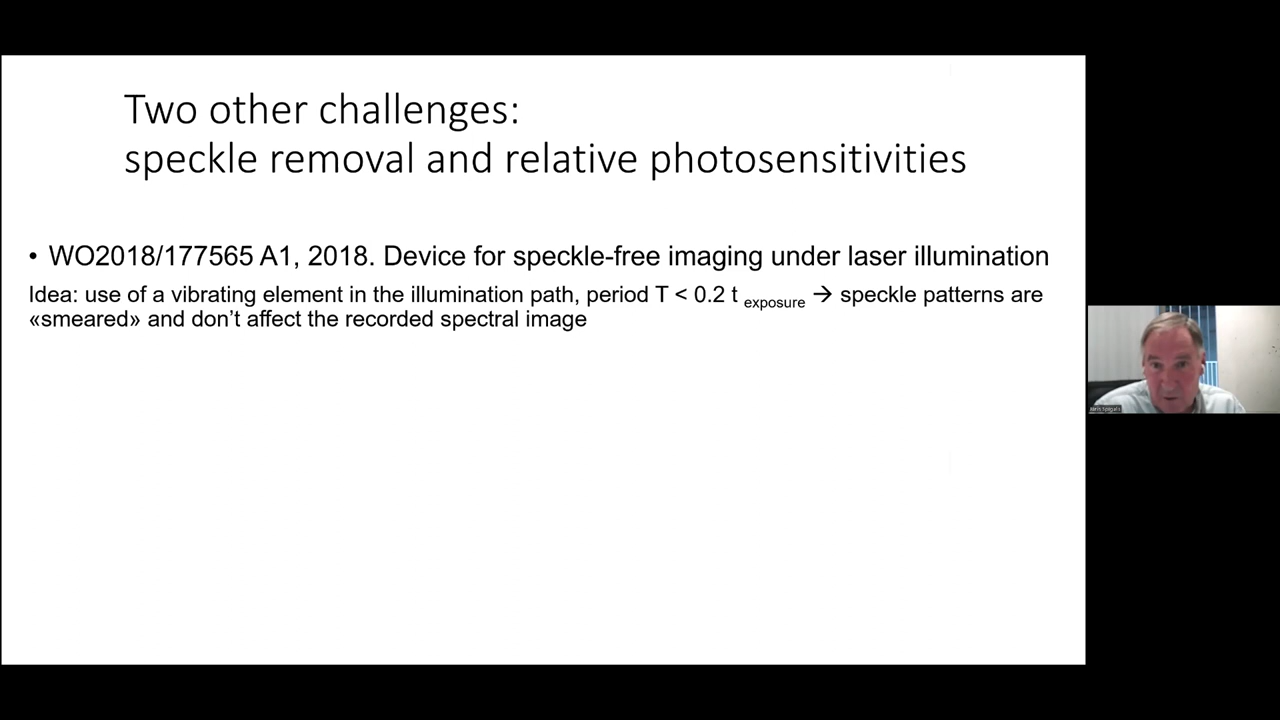 Two other challenges:
speckle removal and relative photosensitivities
• WO2018/177565 A1, 2018. Device for speckle-free imaging under laser illumination
Idea: use of a vibrating element in the illumination path, period T < 0.2 t exposure → speckle patterns are
«smeared» and don’t affect the recorded spectral image